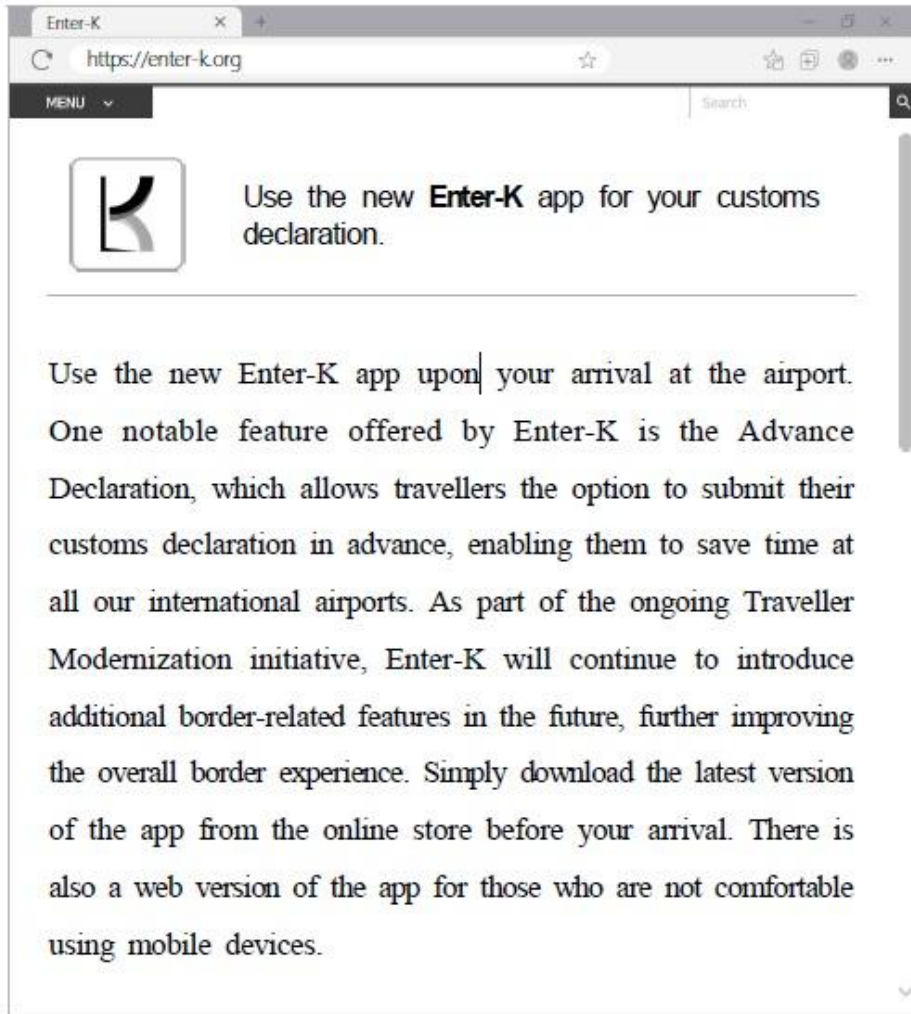 Enter-K
https://enter-k.org
MENU
Search
Use the new Enter-K app for your customs
declaration.
Use the new Enter-K app upon your arrival at the airport.
One notable feature offered by Enter-K is the Advance
Declaration, which allows travellers the option to submit their
customs declaration in advance, enabling them to save time at
all our international airports. As part of the ongoing Traveller
Modernization initiative, Enter-K will continue to introduce
additional border-related features in the future, further improving
the overall border experience. Simply download the latest version
of the app from the online store before your arrival. There is
also a web version of the app for those who are not comfortable
using mobile devices.